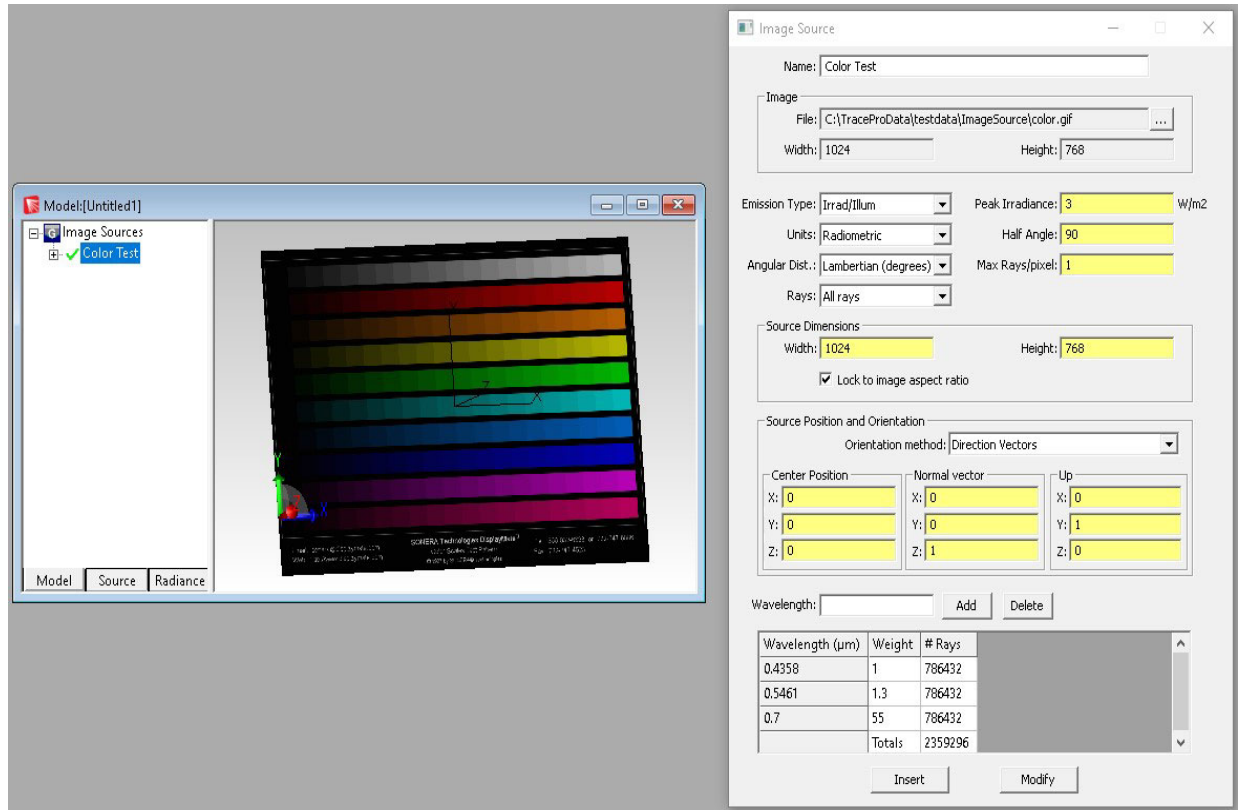 Model:[Untitled1]
Image Sources
Color Test
Model Source Radiance
Y
X
Z
Y
X
SONERA Technologies
Image Source
Name: Color Test
Image
File: C:\TraceProData\testdata\ImageSource\color.gif ...
Width: 1024 Height: 768
Emission Type: Irrad/Illum Peak Irradiance: 3 W/m2
Units: Radiometric Half Angle: 90
Angular Dist.: Lambertian (degrees) Max Rays/pixel: 1
Rays: All rays
Source Dimensions
Width: 1024 Height: 768
Lock to image aspect ratio
Source Position and Orientation
Orientation method: Direction Vectors
Center Position Normal vector Up
X: 0 X: 0 X: 0
Y: 0 Y: 0 Y: 1
Z: 0 Z: 1 Z: 0
Wavelength: Add Delete
Wavelength (µm) Weight # Rays
0.4358 1 786432
0.5461 1.3 786432
0.7 55 786432
Totals 2359296
Insert Modify